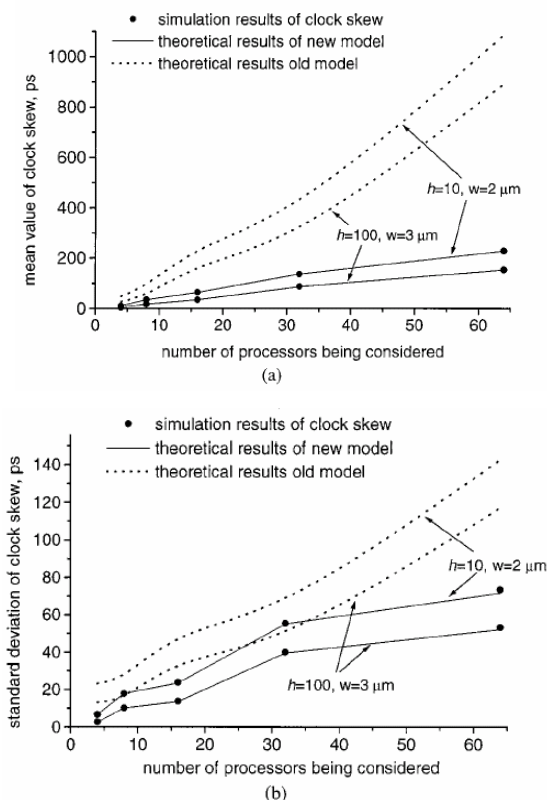 simulation results of clock skew
theoretical results of new model
theoretical results old model
mean value of clock skew, ps
1000
800
600
400
200
0
h=10, w=2 μm
h=100, w=3 μm
0 10 20 30 40 50 60
number of processors being considered
(a)
simulation results of clock skew
theoretical results of new model
theoretical results old model
standard deviation of clock skew, ps
140
120
100
80
60
40
20
0
h=10, w=2 μm
h=100, w=3 μm
0 10 20 30 40 50 60
number of processors being considered
(b)